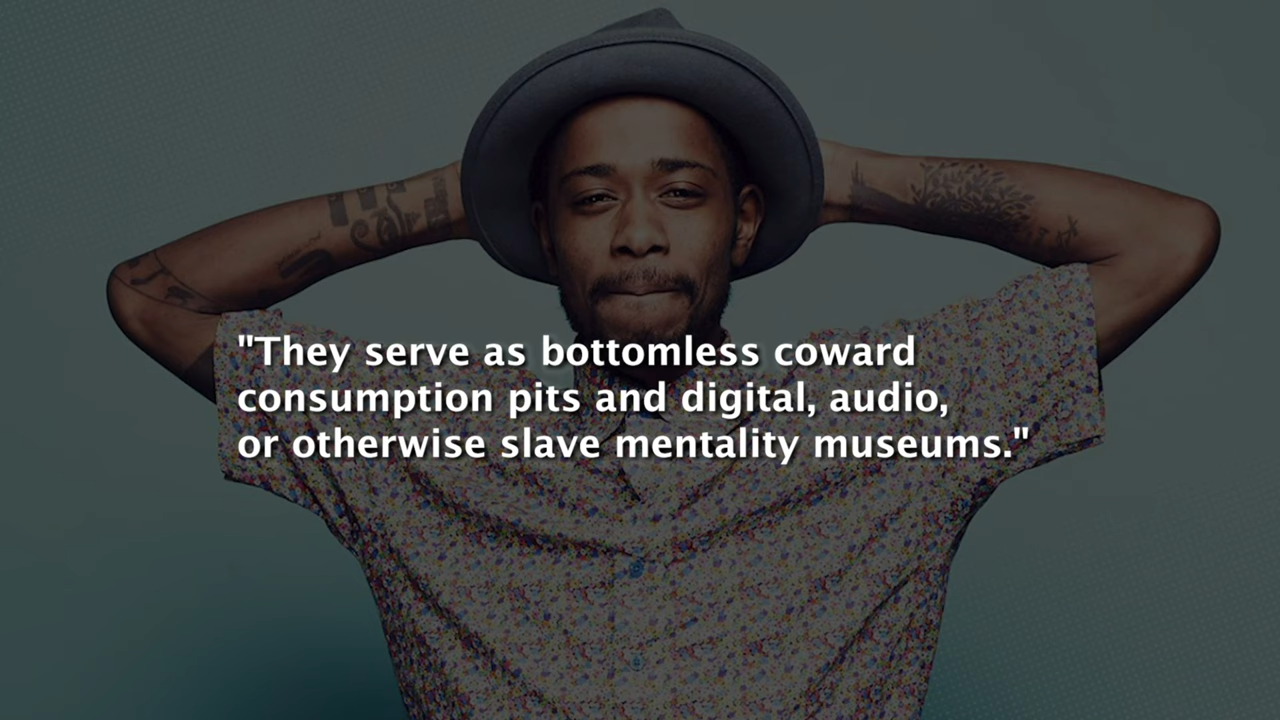 "They serve as bottomless coward
consumption pits and digital, audio,
or otherwise slave mentality museums."